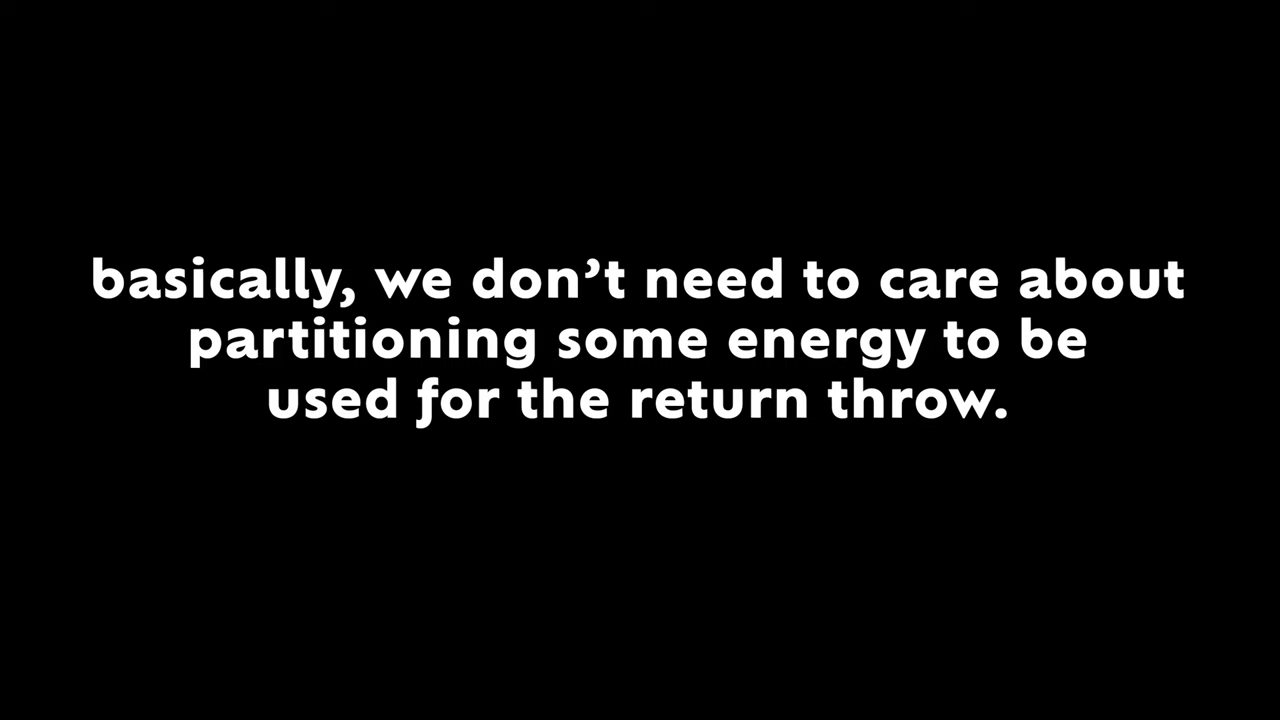 basically, we don’t need to care about
partitioning some energy to be
used for the return throw.